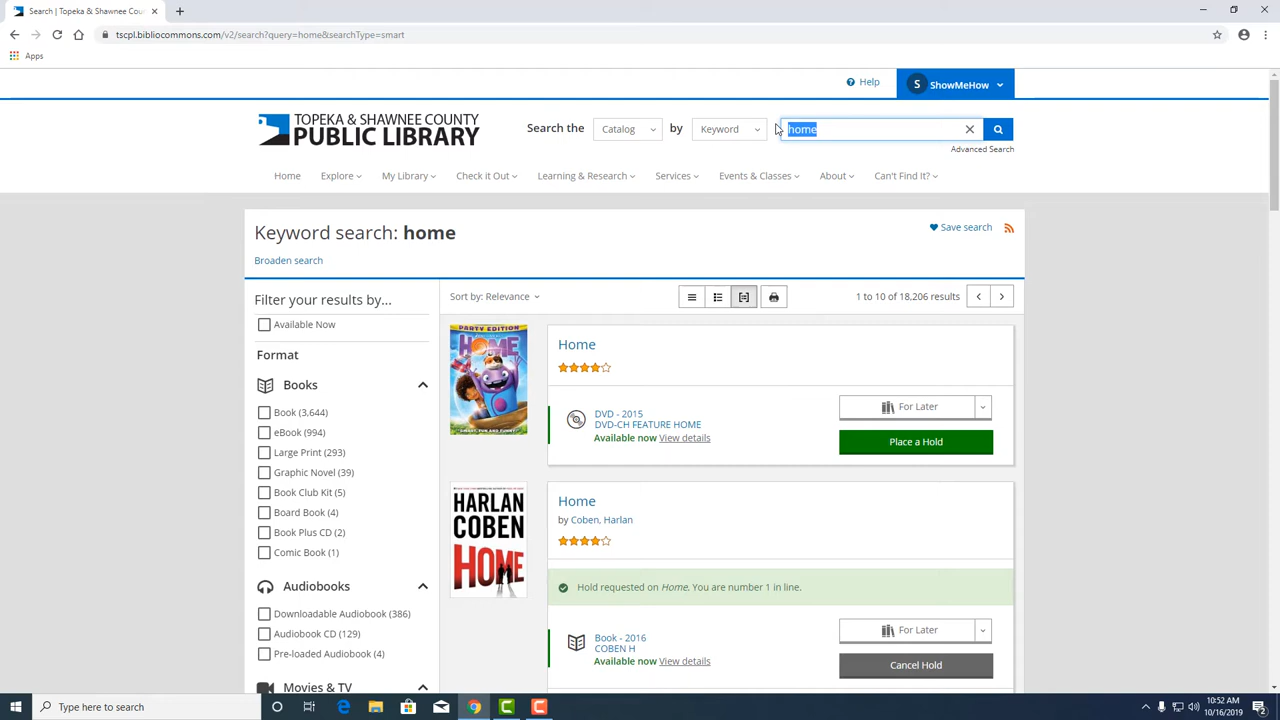 Search | Topeka & Shawnee Coun
tscpl.bibliocommons.com/v2/search?query=home&searchType=smart
Apps
Help
S ShowMeHow
TOPEKA & SHAWNEE COUNTY
PUBLIC LIBRARY
Search the Catalog by Keyword home
Advanced Search
Home Explore My Library Check it Out Learning & Research Services Events & Classes About Can't Find It?
Keyword search: home
Save search
Broaden search
Filter your results by...
Sort by: Relevance
1 to 10 of 18,206 results
Available Now
Format
Books
Book (3,644)
eBook (994)
Large Print (293)
Graphic Novel (39)
Book Club Kit (5)
Board Book (4)
Book Plus CD (2)
Comic Book (1)
Audiobooks
Downloadable Audiobook (386)
Audiobook CD (129)
Pre-loaded Audiobook (4)
Movies & TV
PARTY EDITION
HOME
Home
DVD - 2015
DVD-CH FEATURE HOME
Available now View details
For Later
Place a Hold
HARLAN
COBEN
HOME
Home
by Coben, Harlan
Hold requested on Home. You are number 1 in line.
Book - 2016
COBEN H
Available now View details
For Later
Cancel Hold
Type here to search
10:52 AM
10/16/2019
2